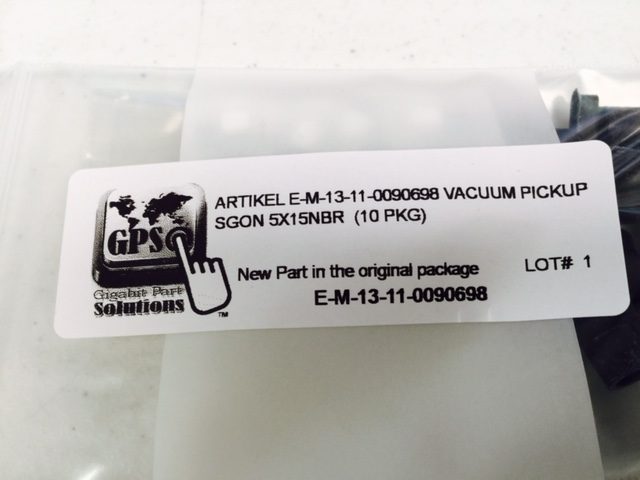 ARTIKEL E-M-13-11-0090698 VACUUM PICKUP
SGON 5X15NBR (10 PKG)
GPS
Gigabit Part
Solutions
™
New Part in the original package
LOT# 1
E-M-13-11-0090698